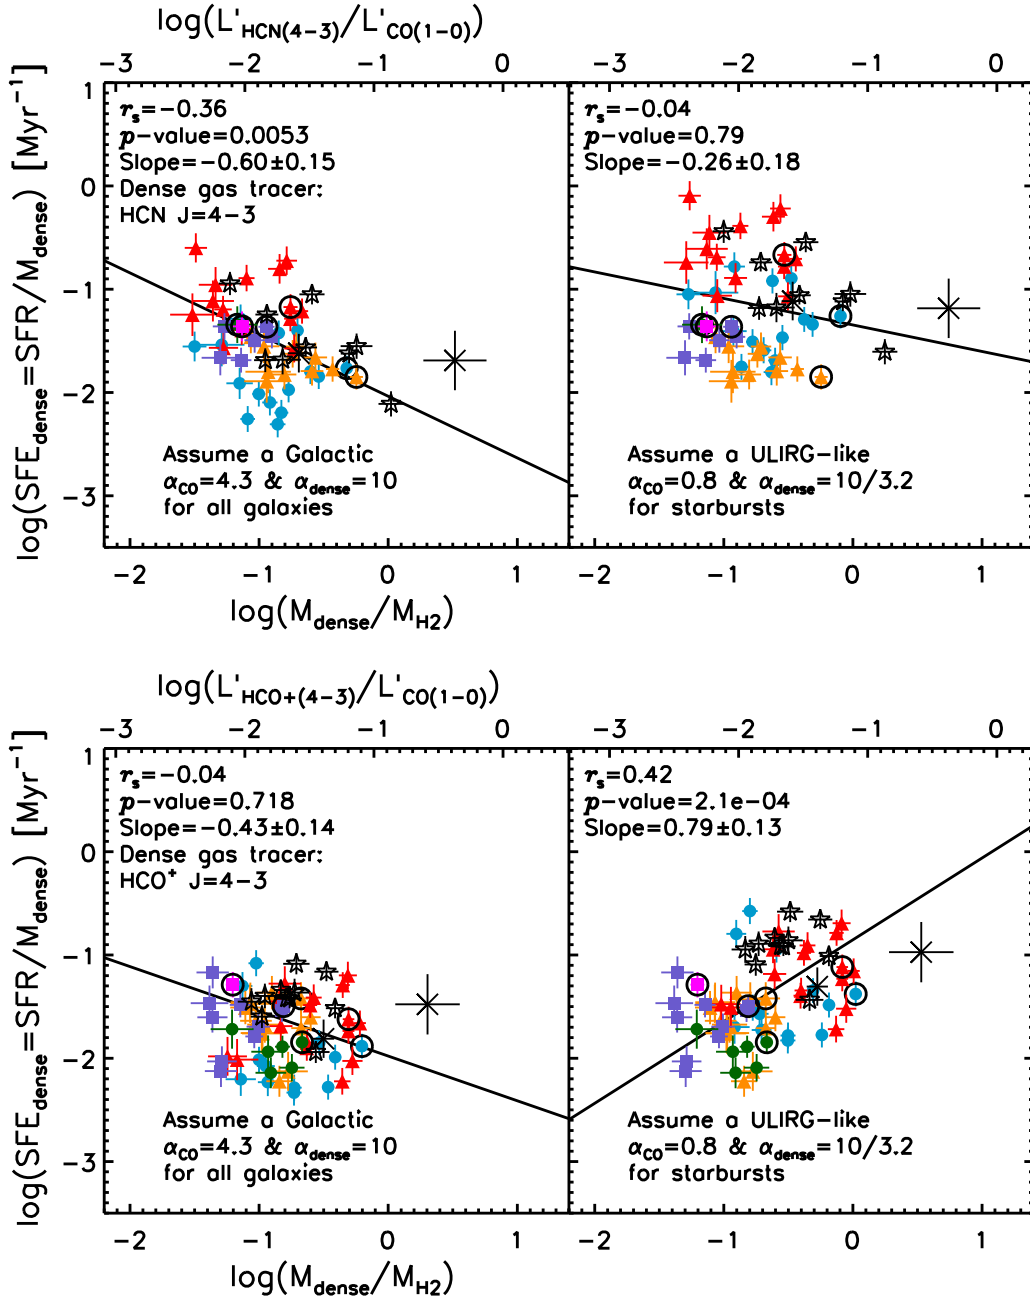 log(L'HCN(4−3)/L'CO(1−0))
−3 −2 −1 0 −3 −2 −1 0
log(SFEdense=SFR/Mdense) [Myr−1]
1
0
−1
−2
−3
rs=−0.36
p−value=0.0053
Slope=−0.60±0.15
Dense gas tracer:
HCN J=4−3
Assume a Galactic
αCO=4.3 & αdense=10
for all galaxies
rs=−0.04
p−value=0.79
Slope=−0.26±0.18
Assume a ULIRG−like
αCO=0.8 & αdense=10/3.2
for starbursts
−2 −1 0 1 −2 −1 0 1
log(Mdense/MH2)
log(L'HCO+(4−3)/L'CO(1−0))
−3 −2 −1 0 −3 −2 −1 0
log(SFEdense=SFR/Mdense) [Myr−1]
1
0
−1
−2
−3
rs=−0.04
p−value=0.718
Slope=−0.43±0.14
Dense gas tracer:
HCO+ J=4−3
Assume a Galactic
αCO=4.3 & αdense=10
for all galaxies
rs=0.42
p−value=2.1e−04
Slope=0.79±0.13
Assume a ULIRG−like
αCO=0.8 & αdense=10/3.2
for starbursts
−2 −1 0 1 −2 −1 0 1
log(Mdense/MH2)